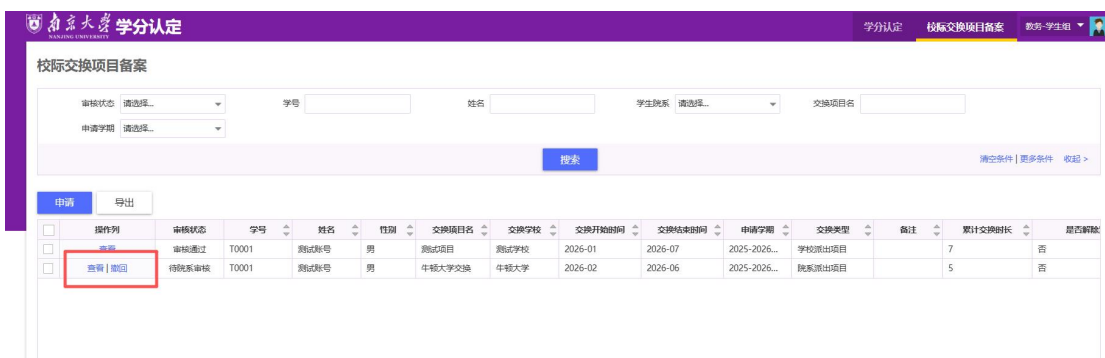 南京大学 学分认定 学分认定 校际交换项目备案 教务-学生组
NANJING UNIVERSITY
校际交换项目备案
审核状态 请选择... 学号 姓名 学生院系 请选择... 交换项目名
申请学期 请选择...
搜索 清空条件 | 更多条件 收起 >
申请 导出
操作列 审核状态 学号 姓名 性别 交换项目名 交换学校 交换开始时间 交换结束时间 申请学期 交换类型 备注 累计交换时长 是否解除
查看 审核通过 T0001 测试账号 男 测试项目 测试学校 2026-01 2026-07 2025-2026... 学校派出项目 7 否
查看 | 撤回 待院系审核 T0001 测试账号 男 牛顿大学交换 牛顿大学 2026-02 2026-06 2025-2026... 院系派出项目 5 否